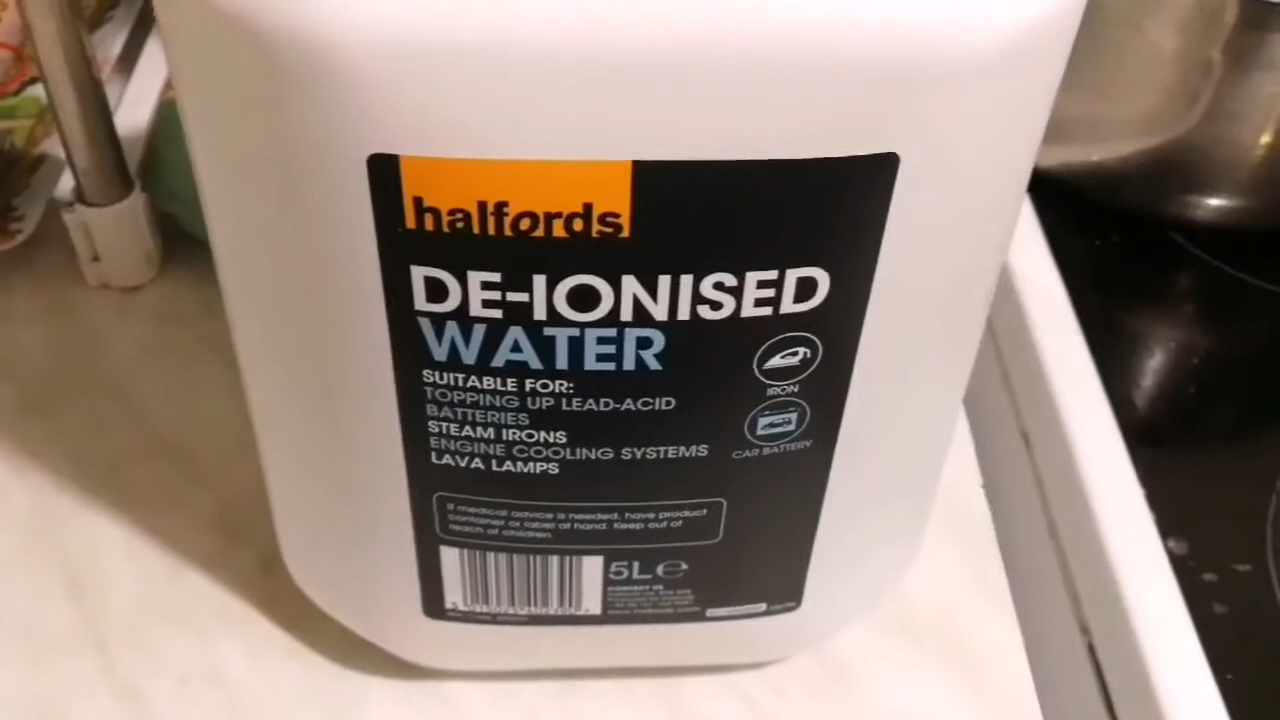 halfords
DE-IONISED
WATER
SUITABLE FOR:
TOPPING UP LEAD-ACID
BATTERIES
STEAM IRONS
ENGINE COOLING SYSTEMS
LAVA LAMPS
IRON
CAR BATTERY
If medical advice is needed, have product
container or label at hand. Keep out of
reach of children.
5L℮
CONTACT US